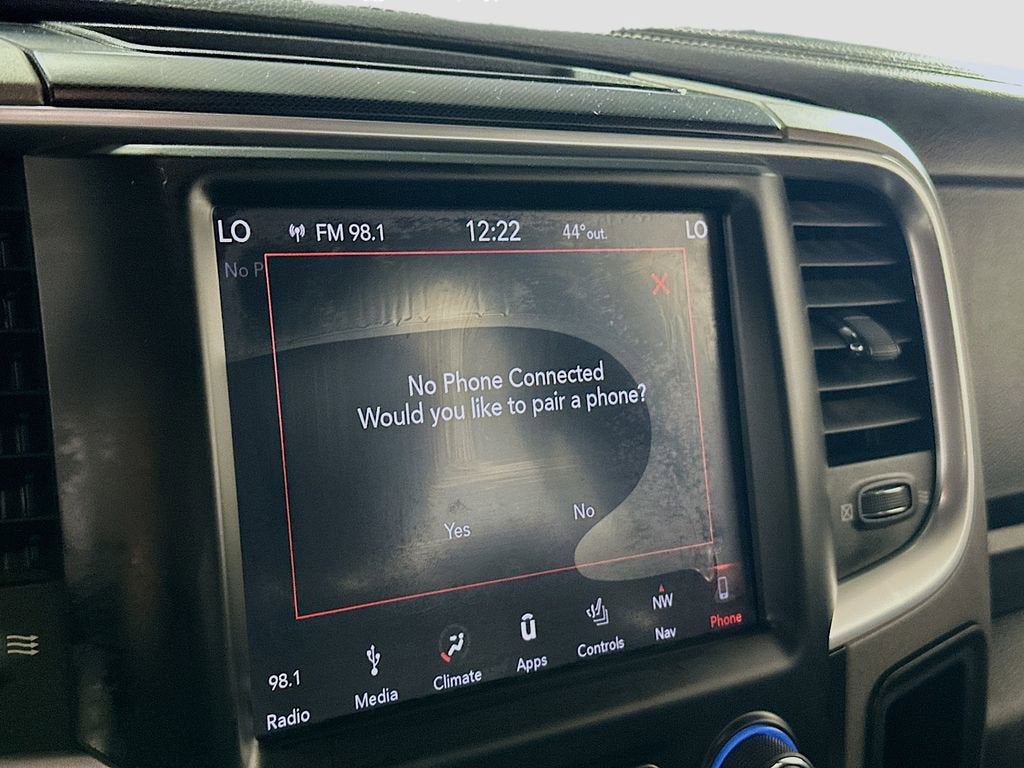 LO FM 98.1 12:22 44° out. LO
No P
X
No Phone Connected
Would you like to pair a phone?
Yes No
98.1 NW
Radio Media Climate Apps Controls Nav Phone